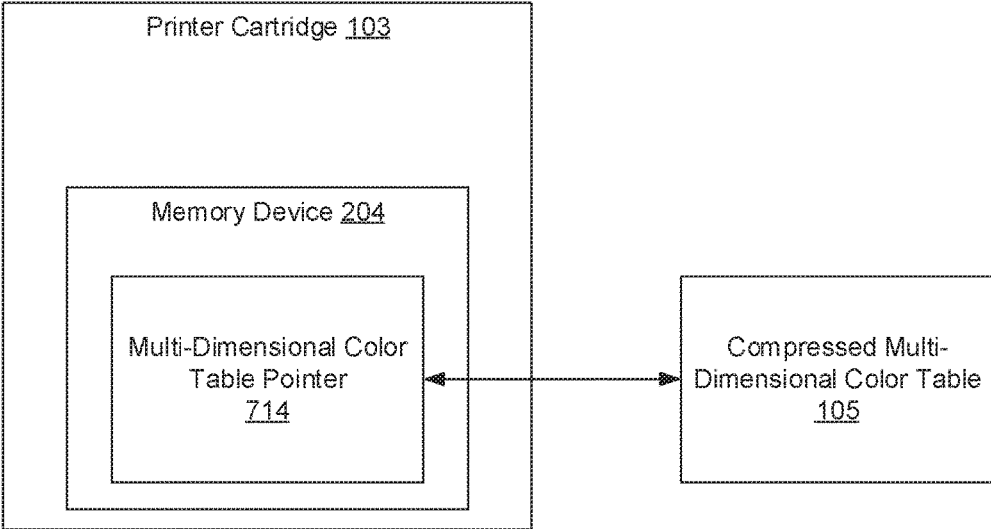 Printer Cartridge 103
Memory Device 204
Multi-Dimensional Color
Table Pointer
714
Compressed Multi-
Dimensional Color Table
105